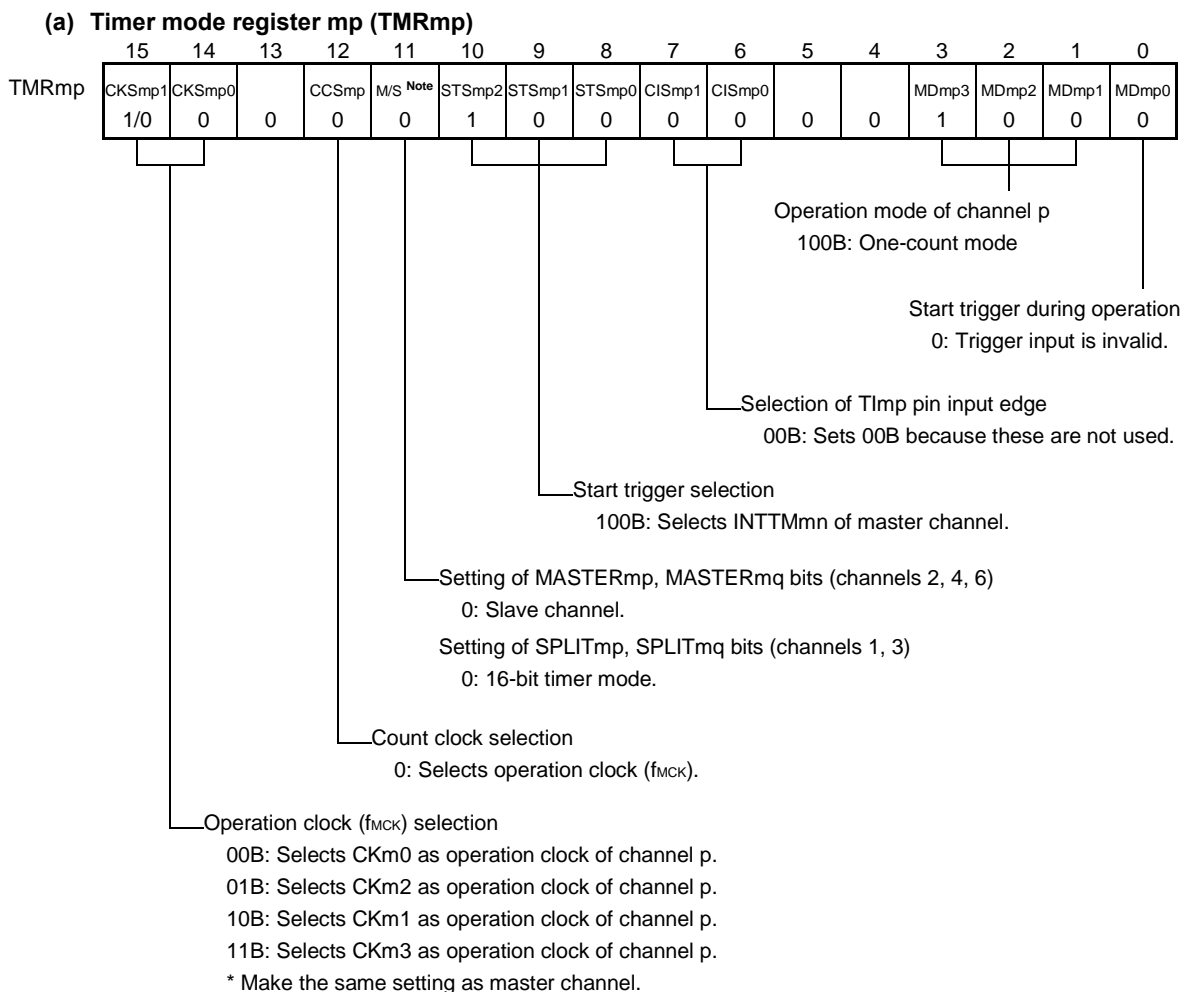 (a) Timer mode register mp (TMRmp)
15 14 13 12 11 10 9 8 7 6 5 4 3 2 1 0
TMRmp CKSmp1 CKSmp0 CCSmp M/S Note STSmp2 STSmp1 STSmp0 CISmp1 CISmp0 MDmp3 MDmp2 MDmp1 MDmp0
1/0 0 0 0 0 1 0 0 0 0 0 0 1 0 0 0
Operation mode of channel p
100B: One-count mode
Start trigger during operation
0: Trigger input is invalid.
Selection of TImp pin input edge
00B: Sets 00B because these are not used.
Start trigger selection
100B: Selects INTTMmn of master channel.
Setting of MASTERmp, MASTERmq bits (channels 2, 4, 6)
0: Slave channel.
Setting of SPLITmp, SPLITmq bits (channels 1, 3)
0: 16-bit timer mode.
Count clock selection
0: Selects operation clock (fMCK).
Operation clock (fMCK) selection
00B: Selects CKm0 as operation clock of channel p.
01B: Selects CKm2 as operation clock of channel p.
10B: Selects CKm1 as operation clock of channel p.
11B: Selects CKm3 as operation clock of channel p.
* Make the same setting as master channel.